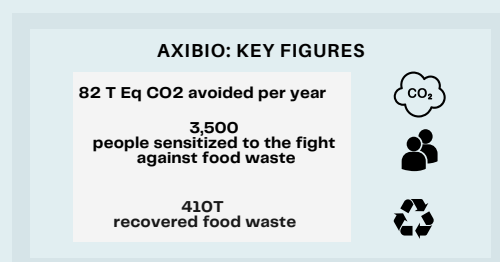 AXIBIO: KEY FIGURES
82 T Eq CO2 avoided per year
CO₂
3,500
people sensitized to the fight
against food waste
410T
recovered food waste